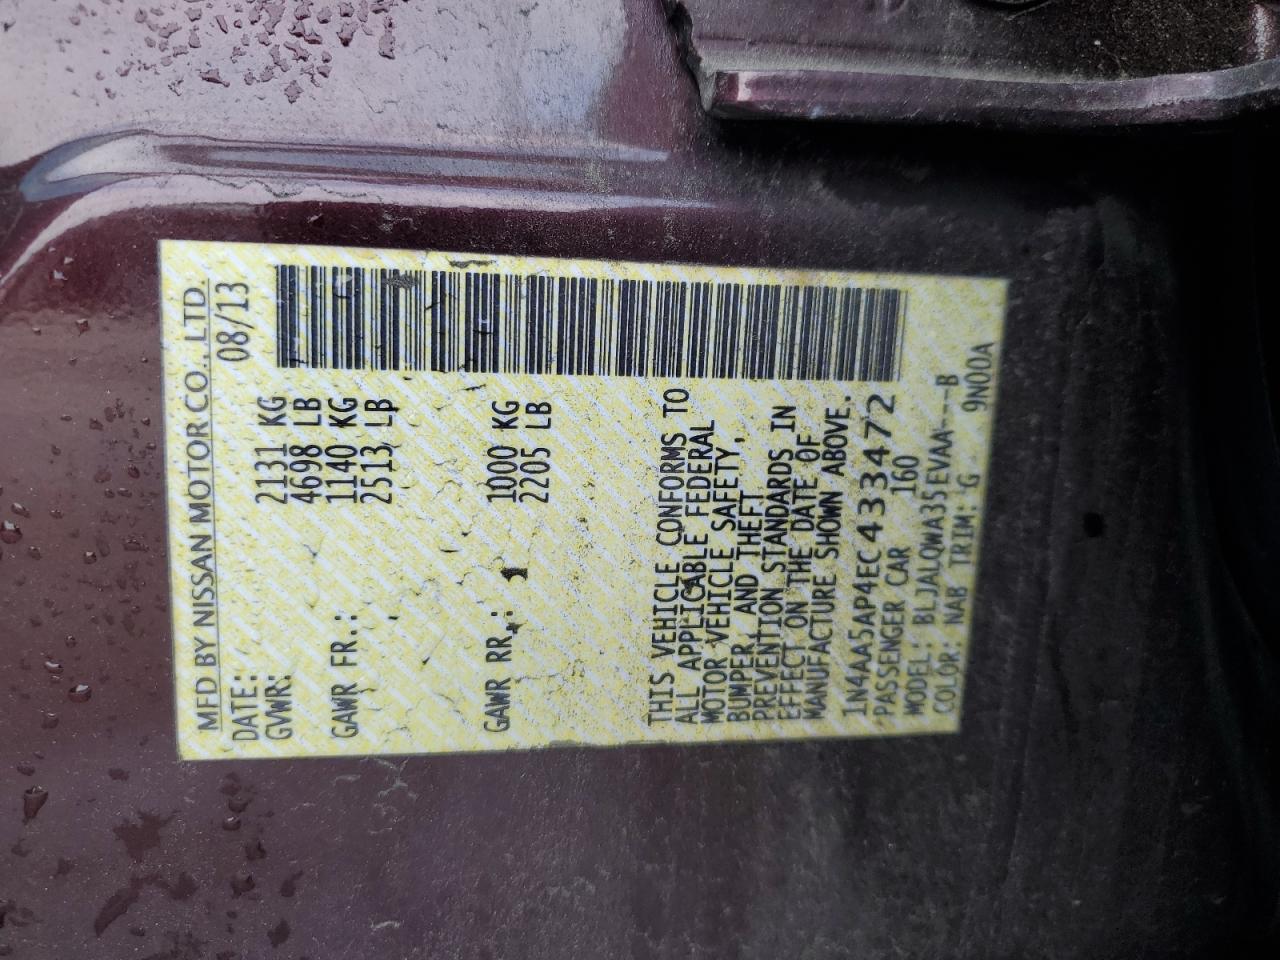 MFD BY NISSAN MOTOR CO., LTD.
DATE: 08/13
GVWR: 2131 KG
4698 LB
GAWR FR.: 1140 KG
2513 LB
GAWR RR.: 1000 KG
2205 LB
THIS VEHICLE CONFORMS TO
ALL APPLICABLE FEDERAL
MOTOR VEHICLE SAFETY,
BUMPER, AND THEFT
PREVENTION STANDARDS IN
EFFECT ON THE DATE OF
MANUFACTURE SHOWN ABOVE.
1N4AA5AP4EC433472
PASSENGER CAR 160
MODEL: BLJALQWA35EVAA---B
COLOR: NAB TRIM: G 9N00A